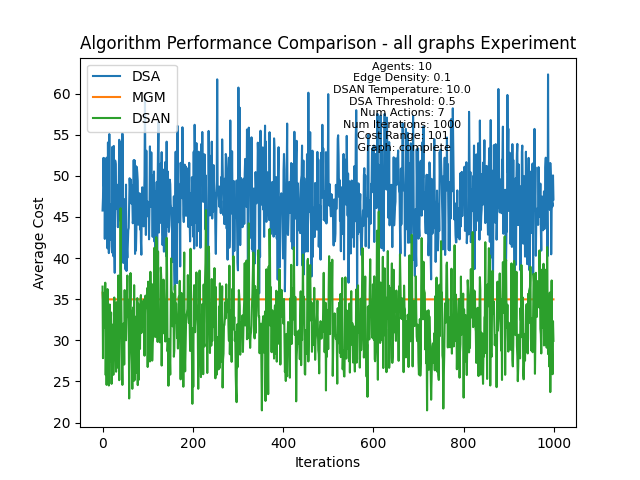 Algorithm Performance Comparison - all graphs Experiment
DSA
MGM
DSAN
Agents: 10
Edge Density: 0.1
DSAN Temperature: 10.0
DSA Threshold: 0.5
Num Actions: 7
Num Iterations: 1000
Cost Range: 101
Graph: complete
Average Cost
60
55
50
45
40
35
30
25
20
0
200
400
600
800
1000
Iterations